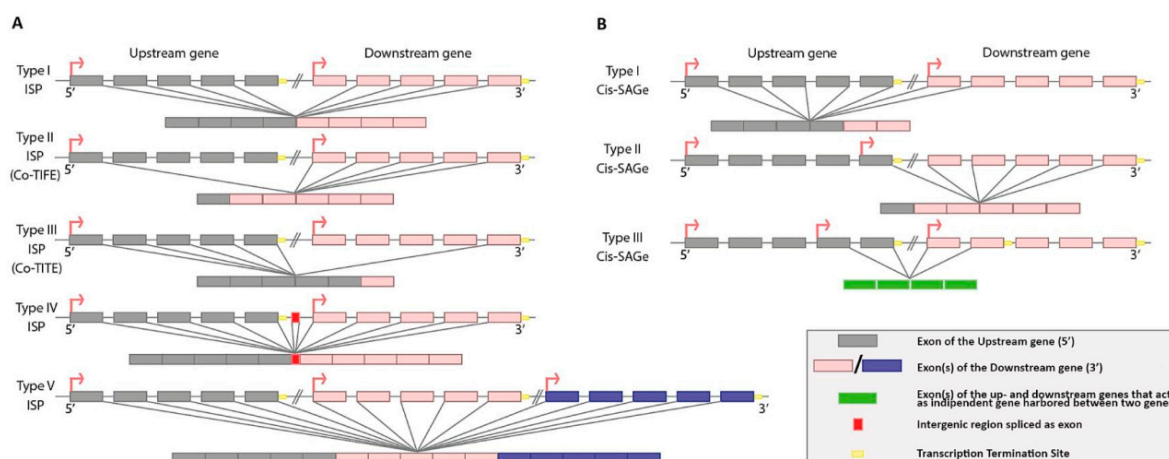 A
Upstream gene Downstream gene
Type I
ISP
5' 3'
Type II
ISP
(Co-TIFE)
5' 3'
Type III
ISP
(Co-TITE)
5' 3'
Type IV
ISP
5' 3'
Type V
ISP
5' 3'
B
Upstream gene Downstream gene
Type I
Cis-SAGe
5' 3'
Type II
Cis-SAGe
5' 3'
Type III
Cis-SAGe
5' 3'
Exon of the Upstream gene (5')
/ Exon(s) of the Downstream gene (3')
Exon(s) of the up- and downstream genes that act
as indipendent gene harbored between two gene
Intergenic region spliced as exon
Transcription Termination Site